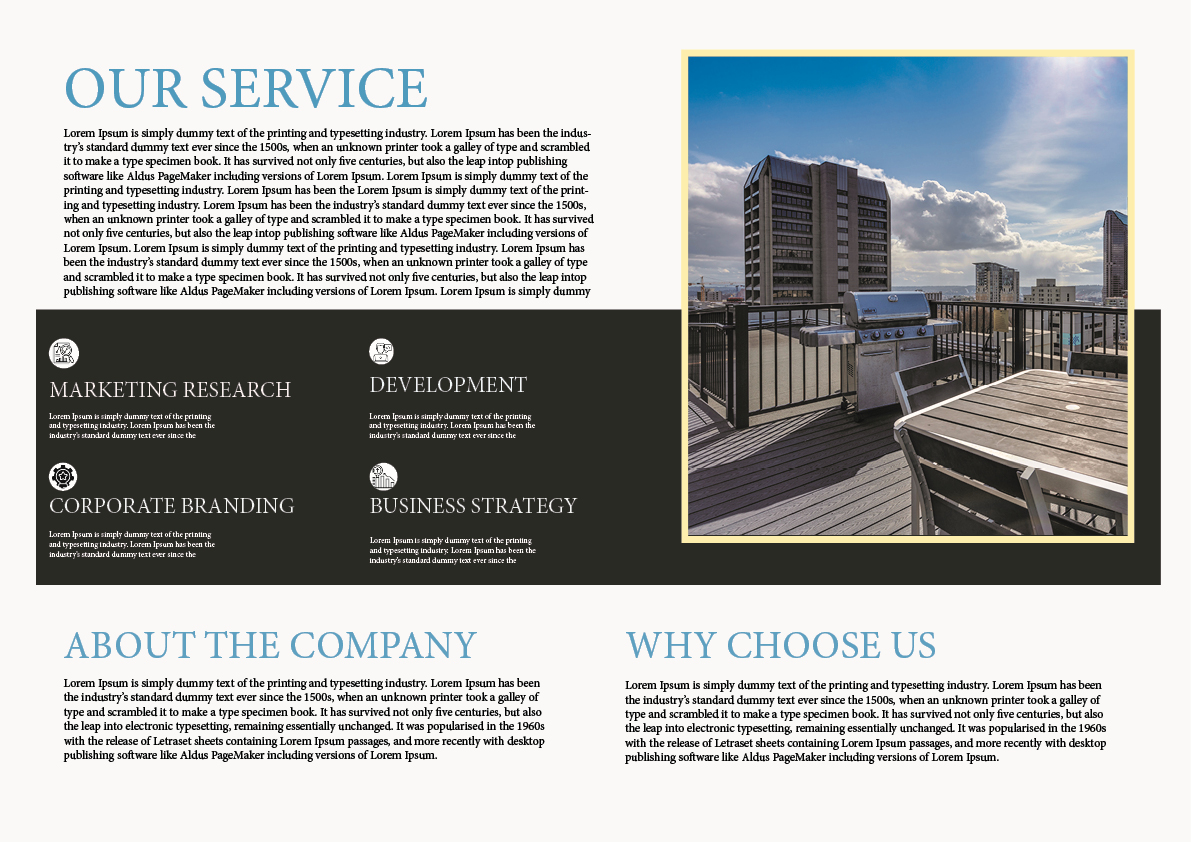 OUR SERVICE
Lorem Ipsum is simply dummy text of the printing and typesetting industry. Lorem Ipsum has been the indus-
try's standard dummy text ever since the 1500s, when an unknown printer took a galley of type and scrambled
it to make a type specimen book. It has survived not only five centuries, but also the leap intop publishing
software like Aldus PageMaker including versions of Lorem Ipsum. Lorem Ipsum is simply dummy text of the
printing and typesetting industry. Lorem Ipsum has been the Lorem Ipsum is simply dummy text of the print-
ing and typesetting industry. Lorem Ipsum has been the industry's standard dummy text ever since the 1500s,
when an unknown printer took a galley of type and scrambled it to make a type specimen book. It has survived
not only five centuries, but also the leap intop publishing software like Aldus PageMaker including versions of
Lorem Ipsum. Lorem Ipsum is simply dummy text of the printing and typesetting industry. Lorem Ipsum has
been the industry's standard dummy text ever since the 1500s, when an unknown printer took a galley of type
and scrambled it to make a type specimen book. It has survived not only five centuries, but also the leap intop
publishing software like Aldus PageMaker including versions of Lorem Ipsum. Lorem Ipsum is simply dummy
MARKETING RESEARCH
Lorem Ipsum is simply dummy text of the printing
and typesetting industry. Lorem Ipsum has been the
industry's standard dummy text ever since the
DEVELOPMENT
Lorem Ipsum is simply dummy text of the printing
and typesetting industry. Lorem Ipsum has been the
industry's standard dummy text ever since the
CORPORATE BRANDING
Lorem Ipsum is simply dummy text of the printing
and typesetting industry. Lorem Ipsum has been the
industry's standard dummy text ever since the
BUSINESS STRATEGY
Lorem Ipsum is simply dummy text of the printing
and typesetting industry. Lorem Ipsum has been the
industry's standard dummy text ever since the
ABOUT THE COMPANY
Lorem Ipsum is simply dummy text of the printing and typesetting industry. Lorem Ipsum has been
the industry's standard dummy text ever since the 1500s, when an unknown printer took a galley of
type and scrambled it to make a type specimen book. It has survived not only five centuries, but also
the leap into electronic typesetting, remaining essentially unchanged. It was popularised in the 1960s
with the release of Letraset sheets containing Lorem Ipsum passages, and more recently with desktop
publishing software like Aldus PageMaker including versions of Lorem Ipsum.
WHY CHOOSE US
Lorem Ipsum is simply dummy text of the printing and typesetting industry. Lorem Ipsum has been
the industry's standard dummy text ever since the 1500s, when an unknown printer took a galley of
type and scrambled it to make a type specimen book. It has survived not only five centuries, but also
the leap into electronic typesetting, remaining essentially unchanged. It was popularised in the 1960s
with the release of Letraset sheets containing Lorem Ipsum passages, and more recently with desktop
publishing software like Aldus PageMaker including versions of Lorem Ipsum.